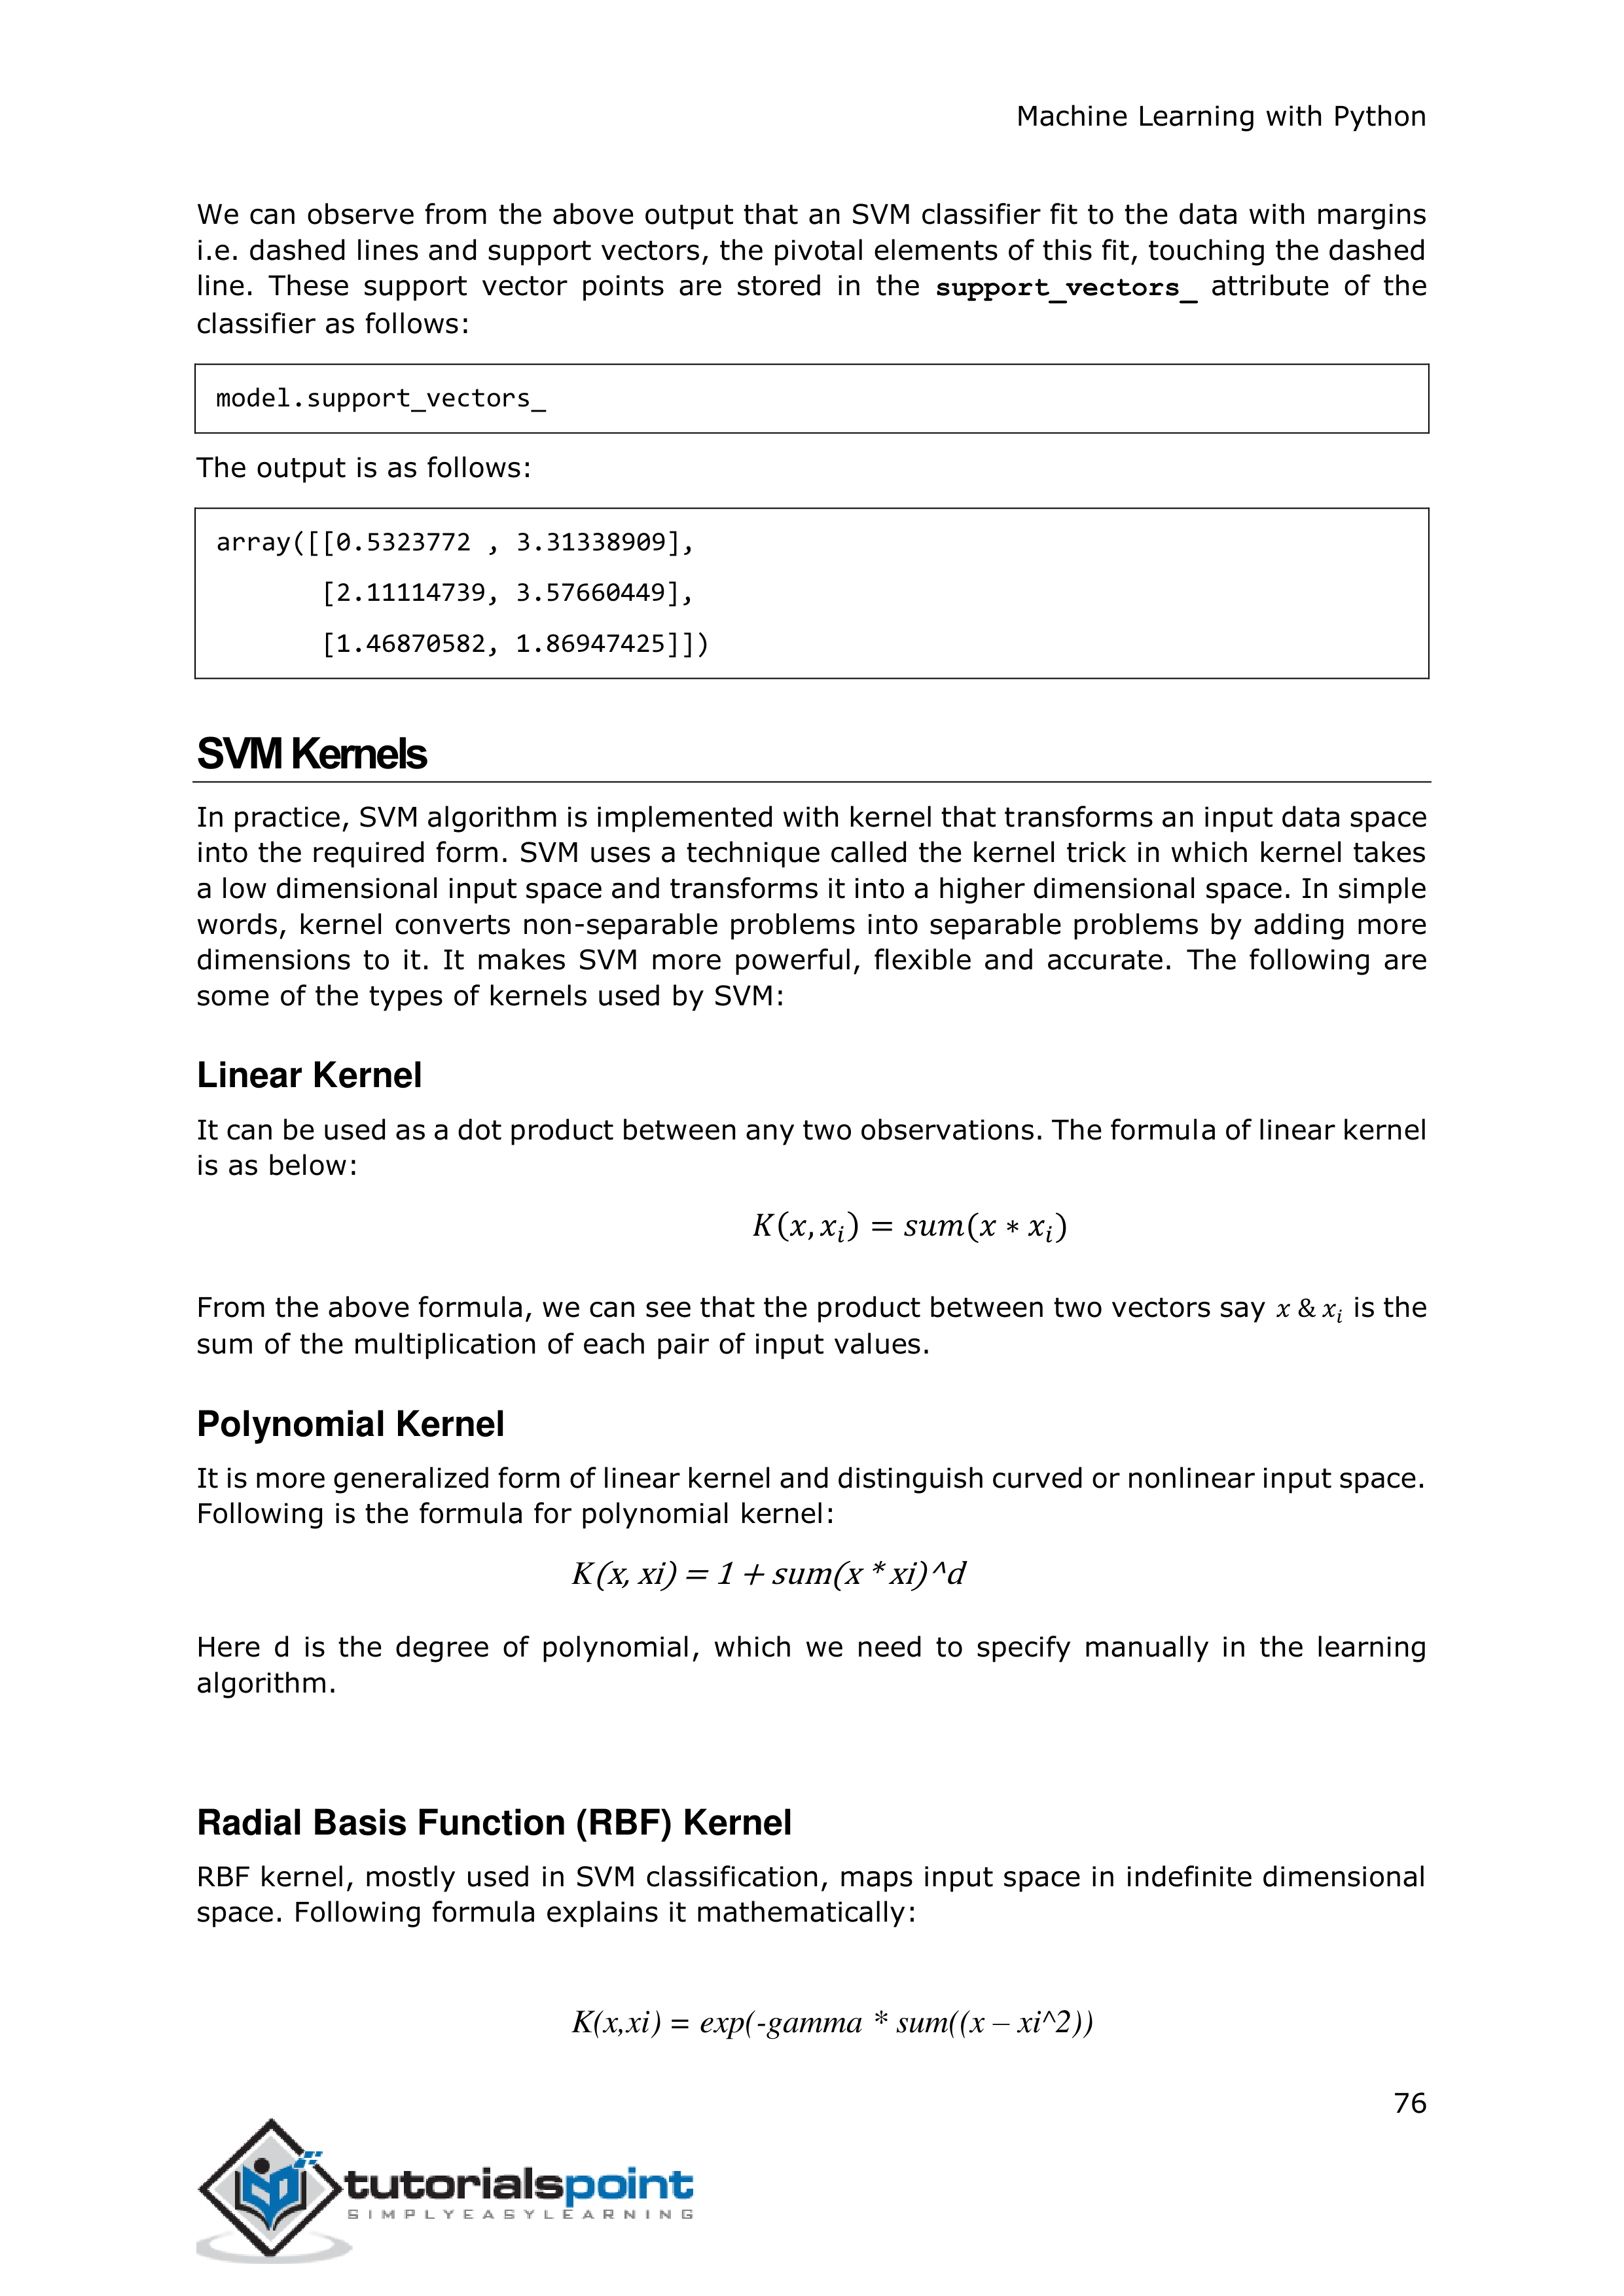 Machine Learning with Python
We can observe from the above output that an SVM classifier fit to the data with margins
i.e. dashed lines and support vectors, the pivotal elements of this fit, touching the dashed
line. These support vector points are stored in the support_vectors_ attribute of the
classifier as follows:
model.support_vectors_
The output is as follows:
array([[0.5323772 , 3.31338909],
[2.11114739, 3.57660449],
[1.46870582, 1.86947425]])
SVM Kernels
In practice, SVM algorithm is implemented with kernel that transforms an input data space
into the required form. SVM uses a technique called the kernel trick in which kernel takes
a low dimensional input space and transforms it into a higher dimensional space. In simple
words, kernel converts non-separable problems into separable problems by adding more
dimensions to it. It makes SVM more powerful, flexible and accurate. The following are
some of the types of kernels used by SVM:
Linear Kernel
It can be used as a dot product between any two observations. The formula of linear kernel
is as below:
K(x, xᵢ) = sum(x ∗ xᵢ)
From the above formula, we can see that the product between two vectors say x & xᵢ is the
sum of the multiplication of each pair of input values.
Polynomial Kernel
It is more generalized form of linear kernel and distinguish curved or nonlinear input space.
Following is the formula for polynomial kernel:
K(x, xi) = 1 + sum(x * xi)^d
Here d is the degree of polynomial, which we need to specify manually in the learning
algorithm.
Radial Basis Function (RBF) Kernel
RBF kernel, mostly used in SVM classification, maps input space in indefinite dimensional
space. Following formula explains it mathematically:
K(x,xi) = exp(-gamma * sum((x – xi^2))
76
tutorialspoint
SIMPLYEASYLEARNING